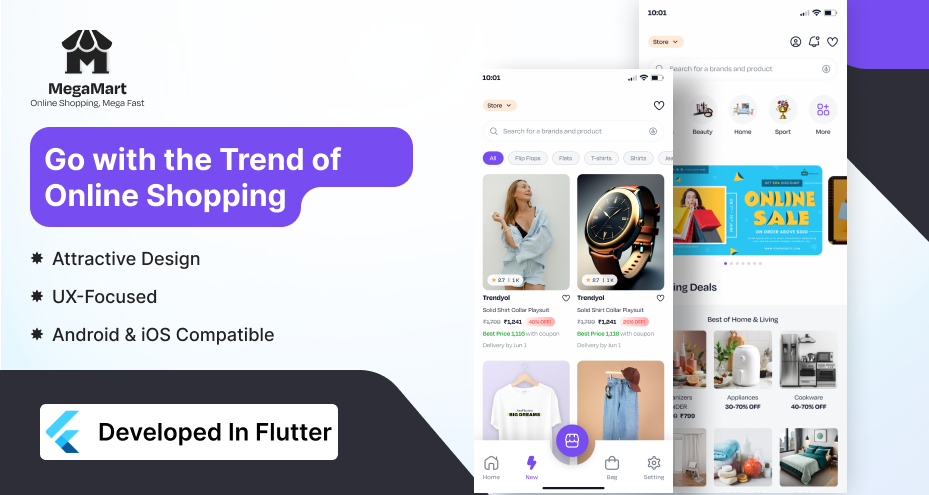 MegaMart
Online Shopping, Mega Fast
Go with the Trend of
Online Shopping
Attractive Design
UX-Focused
Android & iOS Compatible
Developed In Flutter
10:01
Store
Search for a brands and product
All
Flip Flops
Flats
T-shirts
Shirts
2.7 | 1K
2.7 | 1K
Trendyol
Trendyol
Solid Shirt Collar Playsuit
Solid Shirt Collar Playsuit
₹1,799 ₹1,241 40% OFF!
₹1,799 ₹1,241 25% OFF!
Best Price 1,116 with coupon
Best Price 1,116 with coupon
Delivery by Jun 1
Delivery by Jun 1
BIG DREAMS
Home
New
Bag
Setting
10:01
Store
Search for a brands and product
Beauty
Home
Sport
More
ONLINE
SALE
ON ORDER ABOVE $200
ing Deals
Best of Home & Living
anizers
Appliances
Cookware
NDER
₹799
30-70% OFF
40-70% OFF